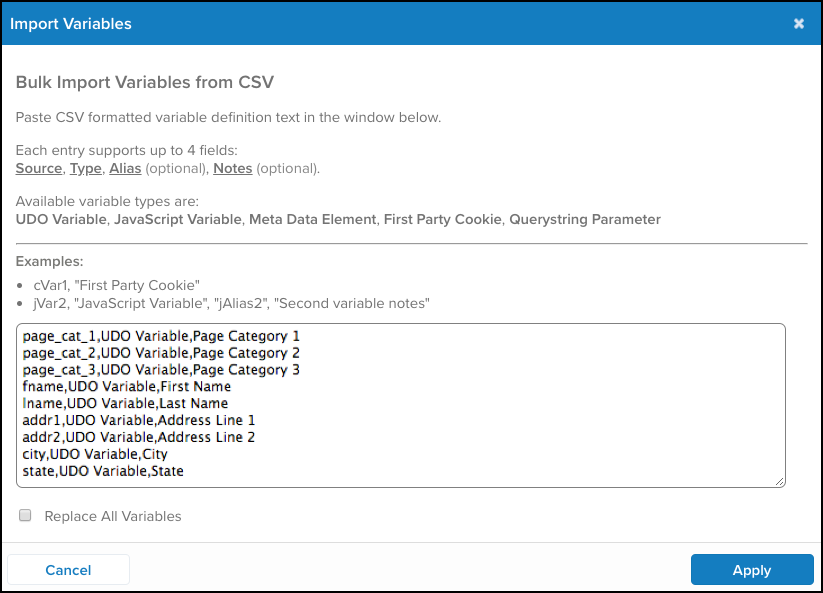 Import Variables
Bulk Import Variables from CSV
Paste CSV formatted variable definition text in the window below.
Each entry supports up to 4 fields:
Source, Type, Alias (optional), Notes (optional).
Available variable types are:
UDO Variable, JavaScript Variable, Meta Data Element, First Party Cookie, Querystring Parameter
Examples:
• cVar1, "First Party Cookie"
• jVar2, "JavaScript Variable", "jAlias2", "Second variable notes"
page_cat_1,UDO Variable,Page Category 1
page_cat_2,UDO Variable,Page Category 2
page_cat_3,UDO Variable,Page Category 3
fname,UDO Variable,First Name
lname,UDO Variable,Last Name
addr1,UDO Variable,Address Line 1
addr2,UDO Variable,Address Line 2
city,UDO Variable,City
state,UDO Variable,State
Replace All Variables
Cancel
Apply